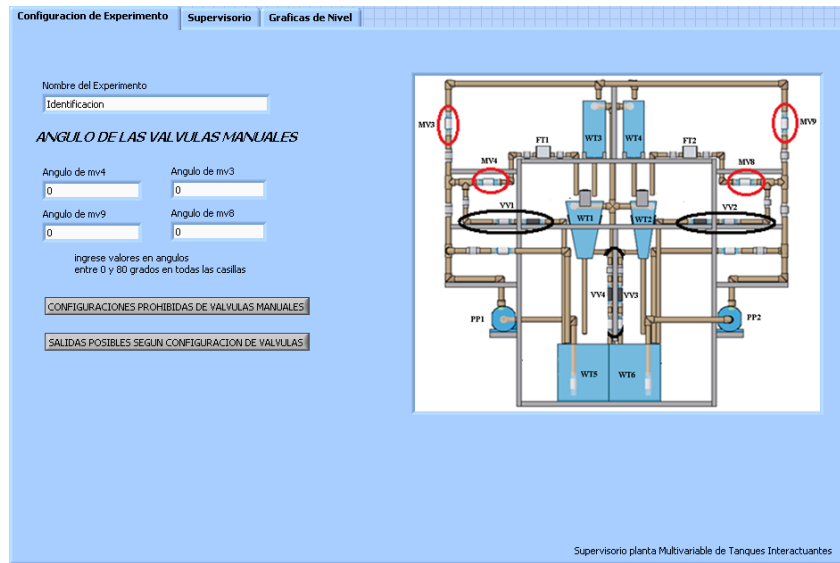 Configuracion de Experimento Supervisorio Graficas de Nivel
Nombre del Experimento
Identificacion
ANGULO DE LAS VALVULAS MANUALES
Angulo de mv4 Angulo de mv3
0 0
Angulo de mv9 Angulo de mv8
0 0
ingrese valores en angulos
entre 0 y 80 grados en todas las casillas
CONFIGURACIONES PROHIBIDAS DE VALVULAS MANUALES
SALIDAS POSIBLES SEGUN CONFIGURACION DE VALVULAS
MV3 WT3 WT4 MV9
FT1 FT2
MV4 MV8
VV1 WT1 WT2 VV2
VV4 VV3
PP1 PP2
WT5 WT6
Supervisorio planta Multivariable de Tanques Interactuantes